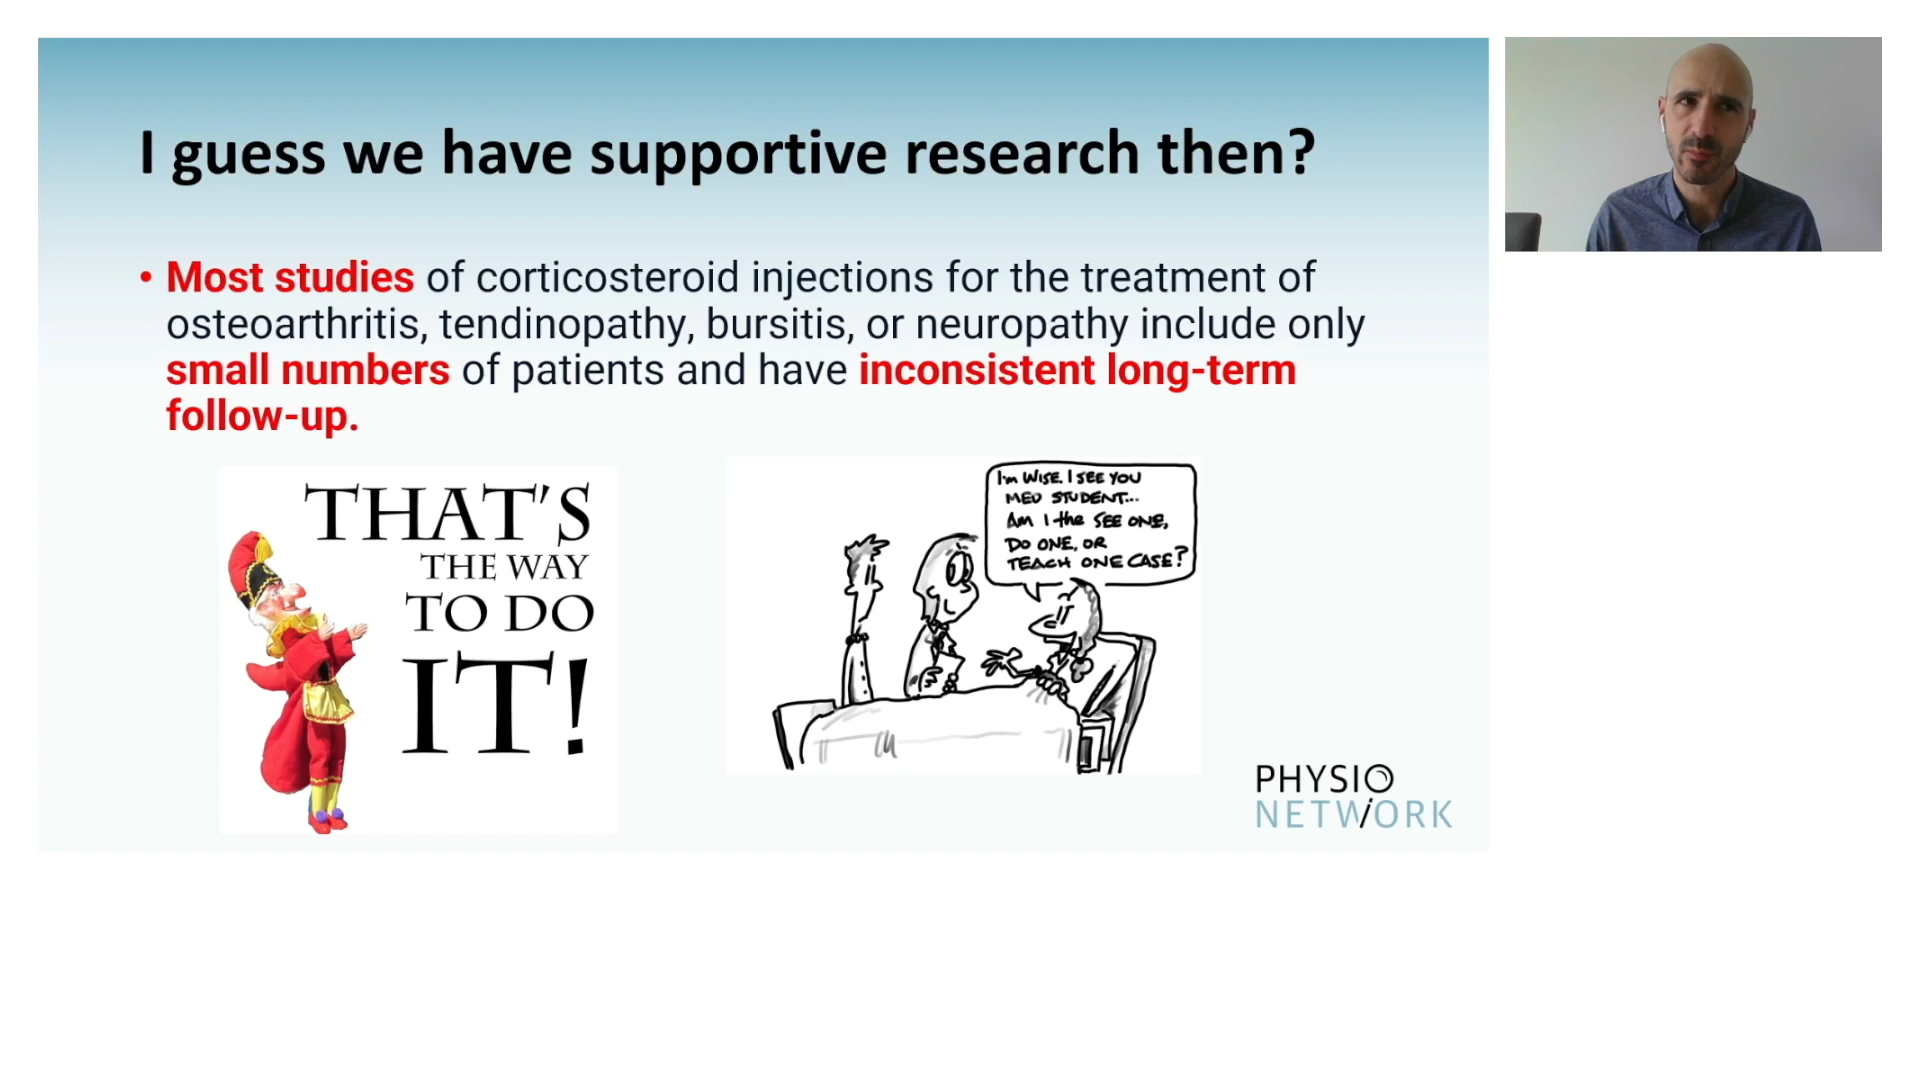 I guess we have supportive research then?
• Most studies of corticosteroid injections for the treatment of
osteoarthritis, tendinopathy, bursitis, or neuropathy include only
small numbers of patients and have inconsistent long-term
follow-up.
THAT'S
THE WAY
TO DO
IT!
I'm WISE. I SEE YOU
MED STUDENT...
Am I the SEE ONE,
DO ONE, OR
TEACH ONE CASE?
PHYSIO
NETWORK